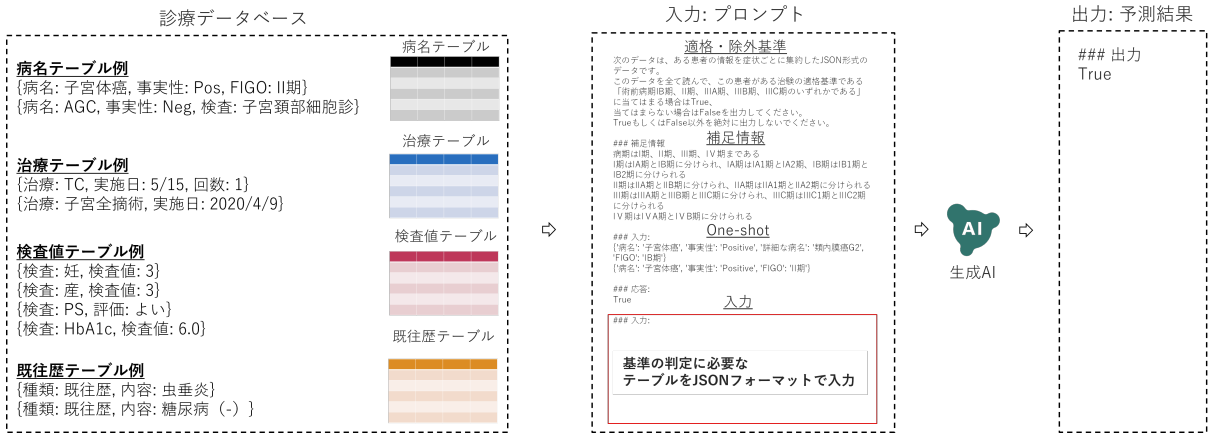 診療データベース
病名テーブル
病名テーブル例
{病名: 子宮体癌, 事実性: Pos, FIGO: II期}
{病名: AGC, 事実性: Neg, 検査: 子宮頚部細胞診}
治療テーブル
治療テーブル例
{治療: TC, 実施日: 5/15, 回数: 1}
{治療: 子宮全摘術, 実施日: 2020/4/9}
検査値テーブル
検査値テーブル例
{検査: 妊, 検査値: 3}
{検査: 産, 検査値: 3}
{検査: PS, 評価: よい}
{検査: HbA1c, 検査値: 6.0}
既往歴テーブル
既往歴テーブル例
{種類: 既往歴, 内容: 虫垂炎}
{種類: 既往歴, 内容: 糖尿病（-）}
入力: プロンプト
適格・除外基準
次のデータは、ある患者の情報を症状ごとに集約したJSON形式の
データです。
このデータを全て読んで、この患者がある治験の適格基準である
「術前病期IB期、II期、IIIA期、IIIB期、IIIC期のいずれかである」
に当てはまる場合はTrue、
当てはまらない場合はFalseを出力してください。
TrueもしくはFalse以外を絶対に出力しないでください。
補足情報
### 補足情報
病期はI期、II期、III期、IV期まである
I期はIA期とIB期に分けられ、IA期はIA1期とIA2期、IB期はIB1期と
IB2期に分けられる
II期はIIA期とIIB期に分けられ、IIA期はIIA1期とIIA2期に分けられる
III期はIIIA期とIIIB期とIIIC期に分けられ、IIIC期はIIIC1期とIIIC2期
に分けられる
IV期はIVA期とIVB期に分けられる
One-shot
### 入力:
{'病名': '子宮体癌', '事実性': 'Positive', '詳細な病名': '類内膜癌G2',
'FIGO': 'IB期'}
{'病名': '子宮体癌', '事実性': 'Positive', 'FIGO': 'II期'}
### 応答:
True
入力
### 入力:
基準の判定に必要な
テーブルをJSONフォーマットで入力
AI
生成AI
出力: 予測結果
### 出力
True